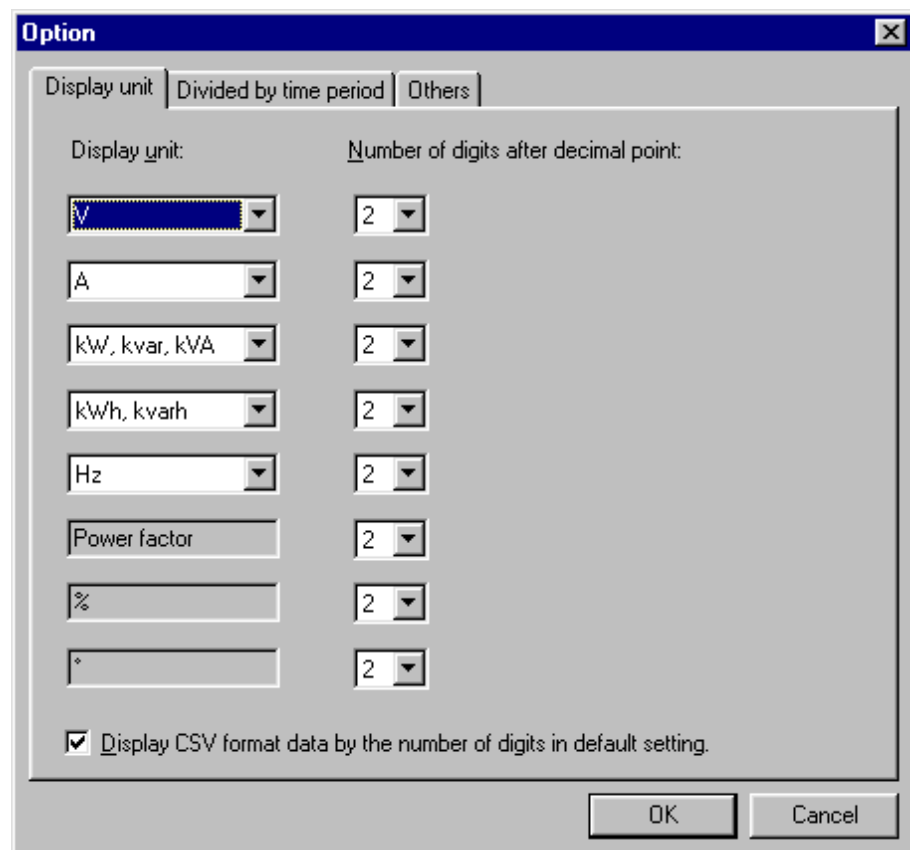 Option
Display unit Divided by time period Others
Display unit: Number of digits after decimal point:
V 2
A 2
kW, kvar, kVA 2
kWh, kvarh 2
Hz 2
Power factor 2
% 2
° 2
Display CSV format data by the number of digits in default setting.
OK Cancel